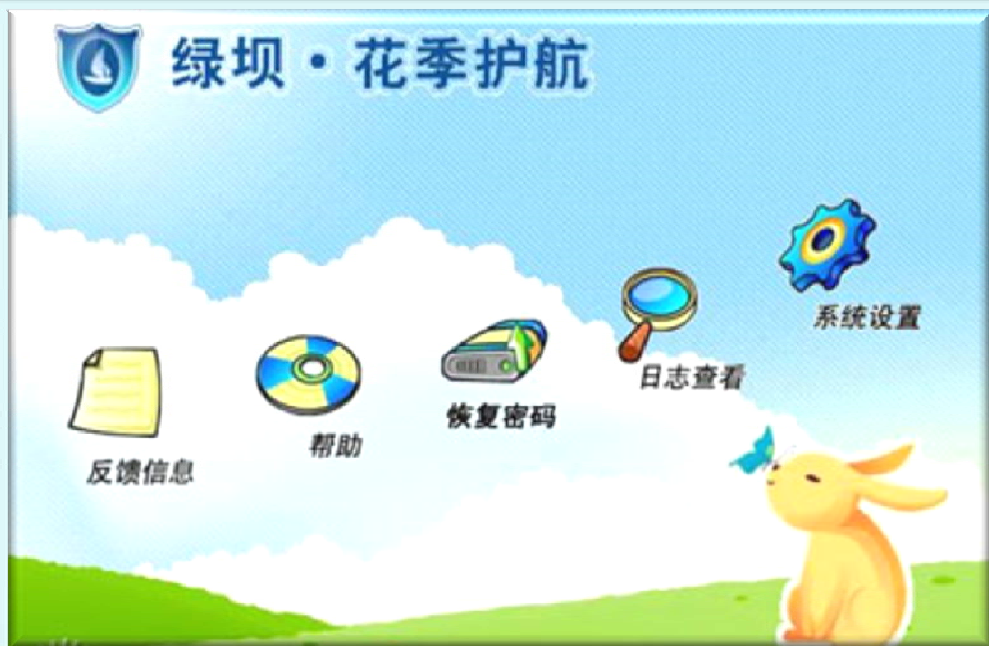 绿坝·花季护航
系统设置
日志查看
恢复密码
帮助
反馈信息